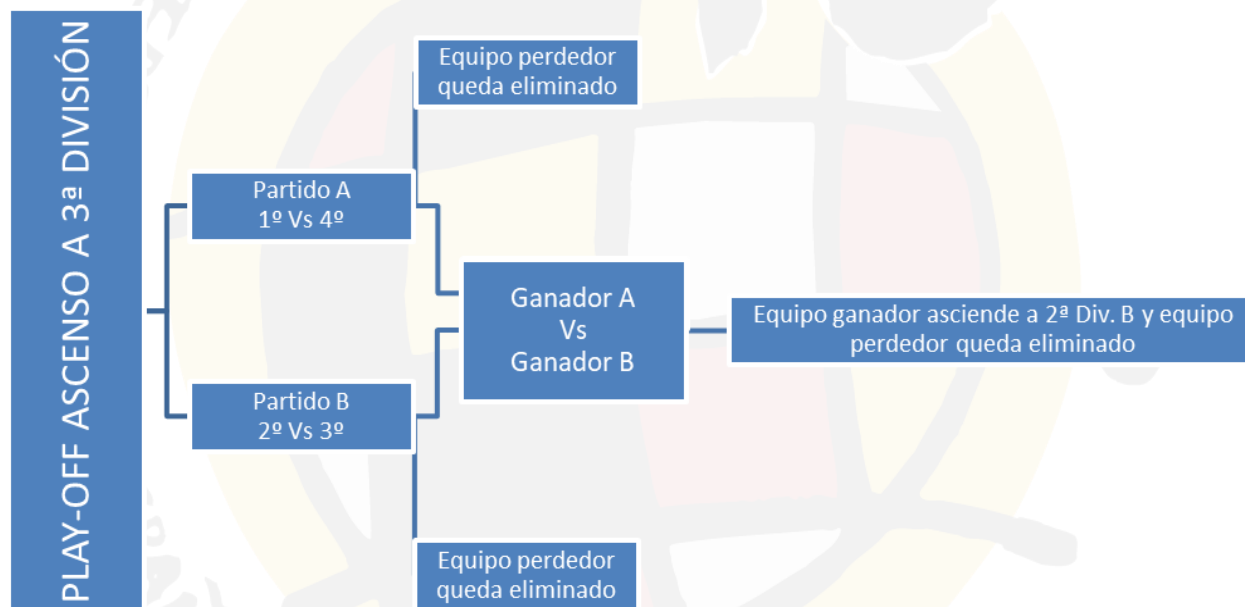 PLAY-OFF ASCENSO A 3ª DIVISIÓN
Equipo perdedor
queda eliminado
Partido A
1º Vs 4º
Ganador A
Vs
Ganador B
Equipo ganador asciende a 2ª Div. B y equipo
perdedor queda eliminado
Partido B
2º Vs 3º
Equipo perdedor
queda eliminado